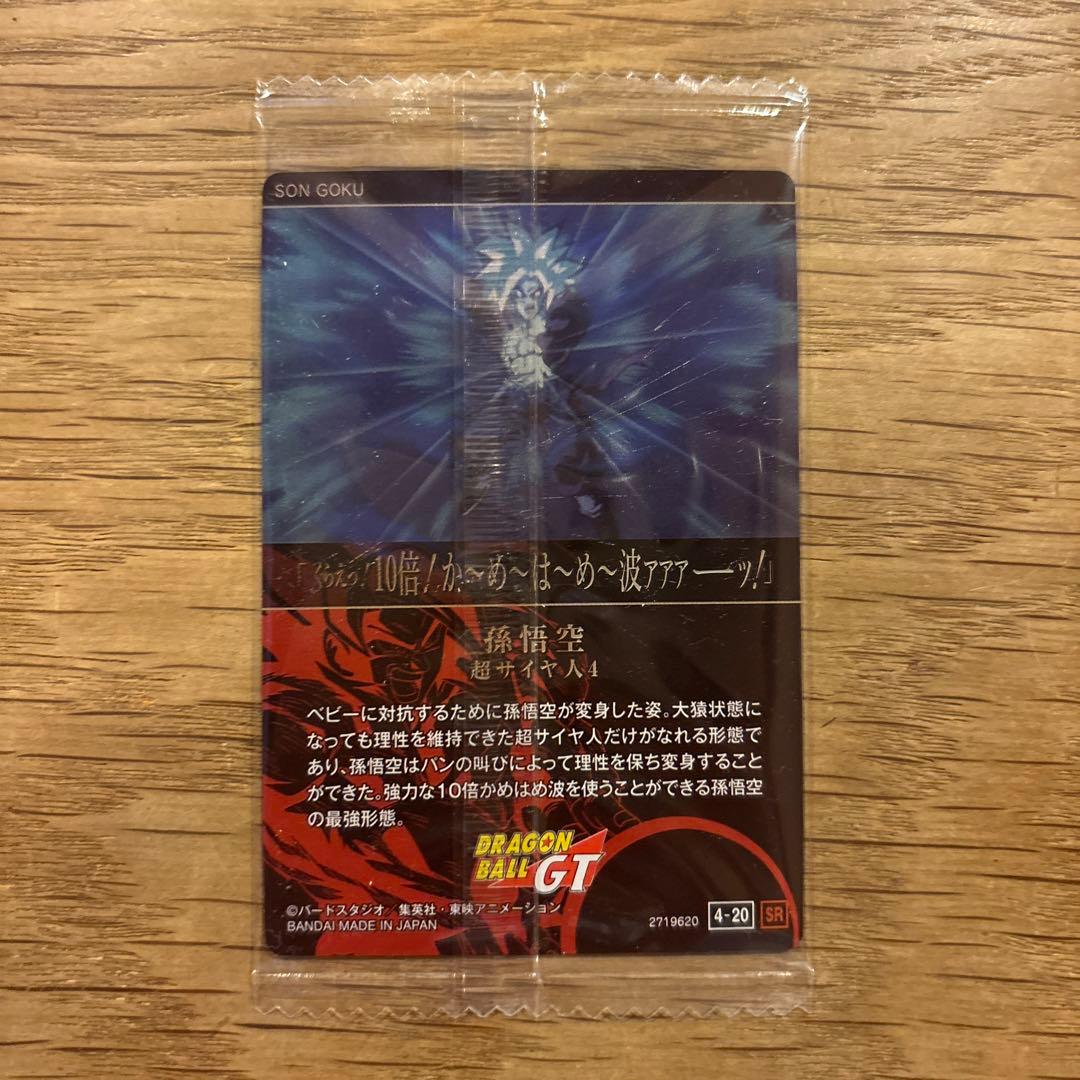 SON GOKU
10倍!か〜め〜は〜め〜波ァァァーーッ!」
孫悟空
超サイヤ人4
ベビーに対抗するために孫悟空が変身した姿。大猿状態に
なっても理性を維持できた超サイヤ人だけがなれる形態で
あり、孫悟空はパンの叫びによって理性を保ち変身すること
ができた。強力な10倍かめはめ波を使うことができる孫悟空
の最強形態。
DRAGON
BALL GT
©バードスタジオ/集英社・東映アニメーション
BANDAI MADE IN JAPAN
2719620 4-20 SR